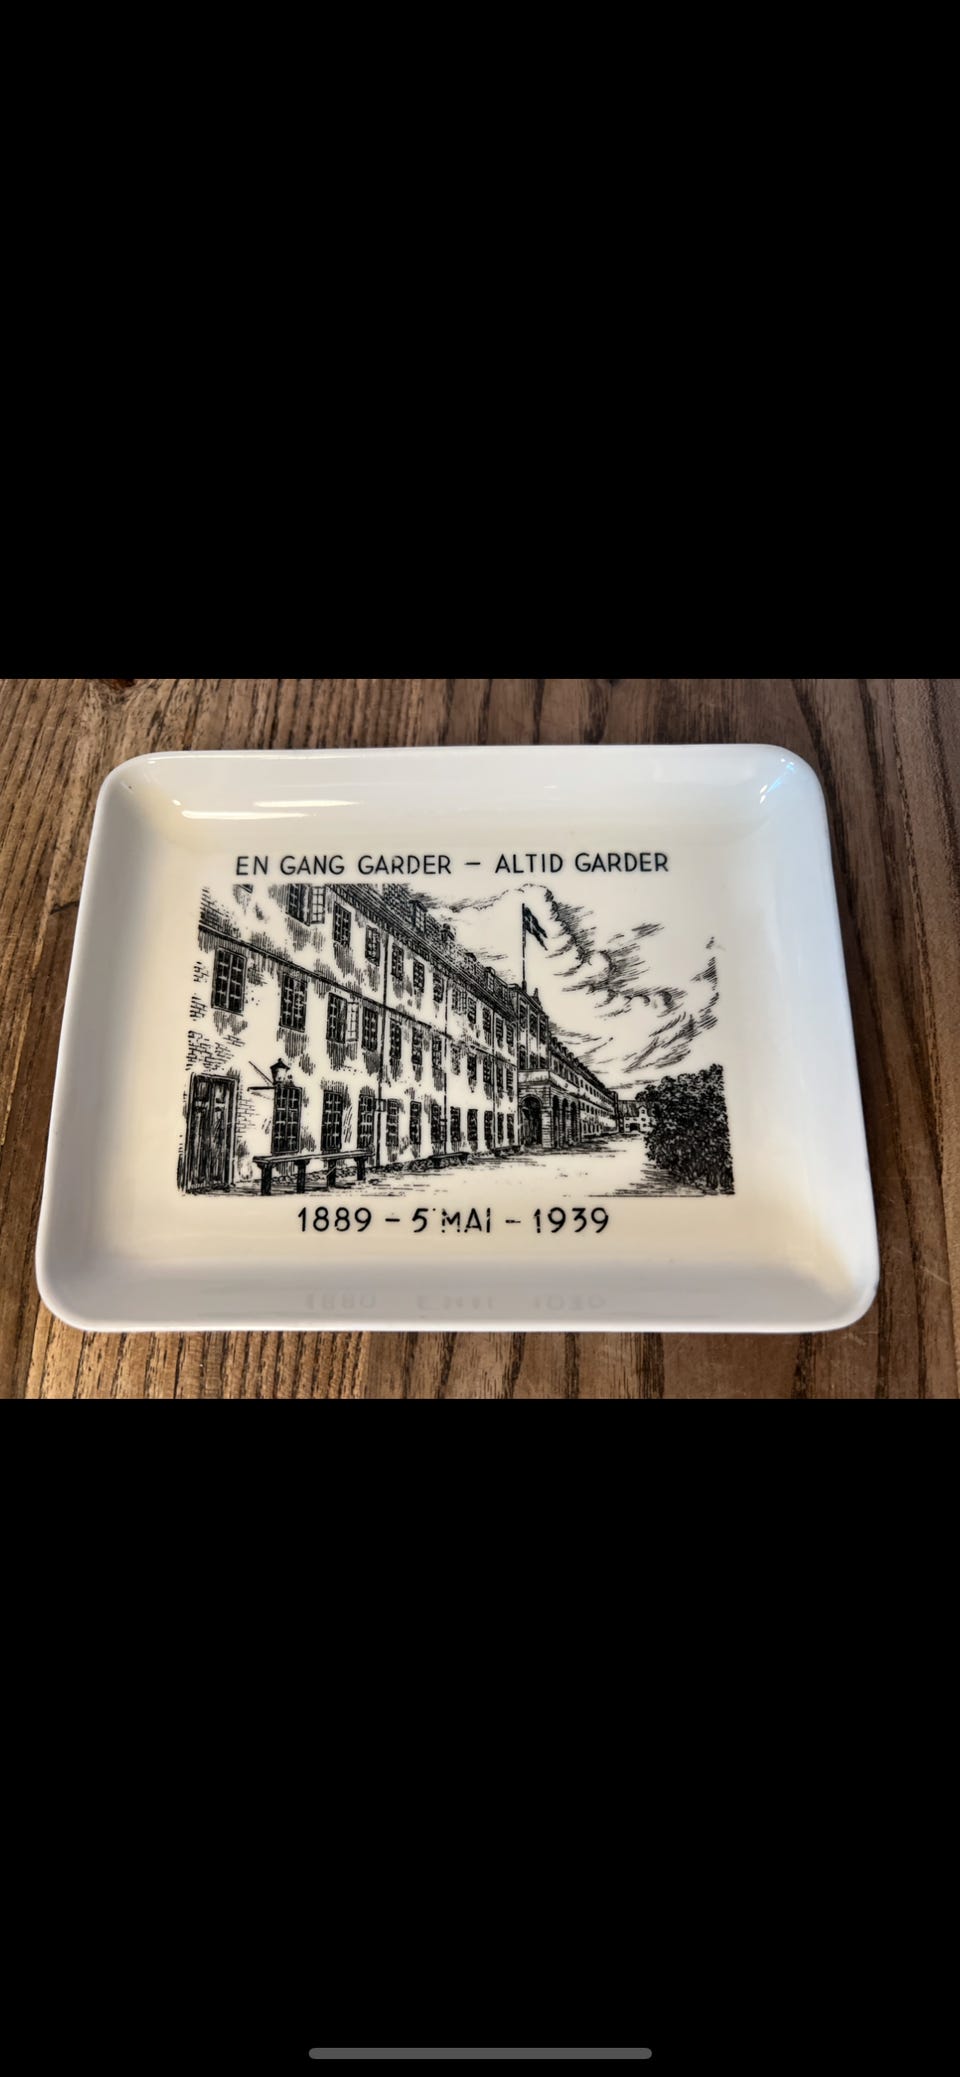 EN GANG GARDER – ALTID GARDER
1889 – 5 MAI – 1939